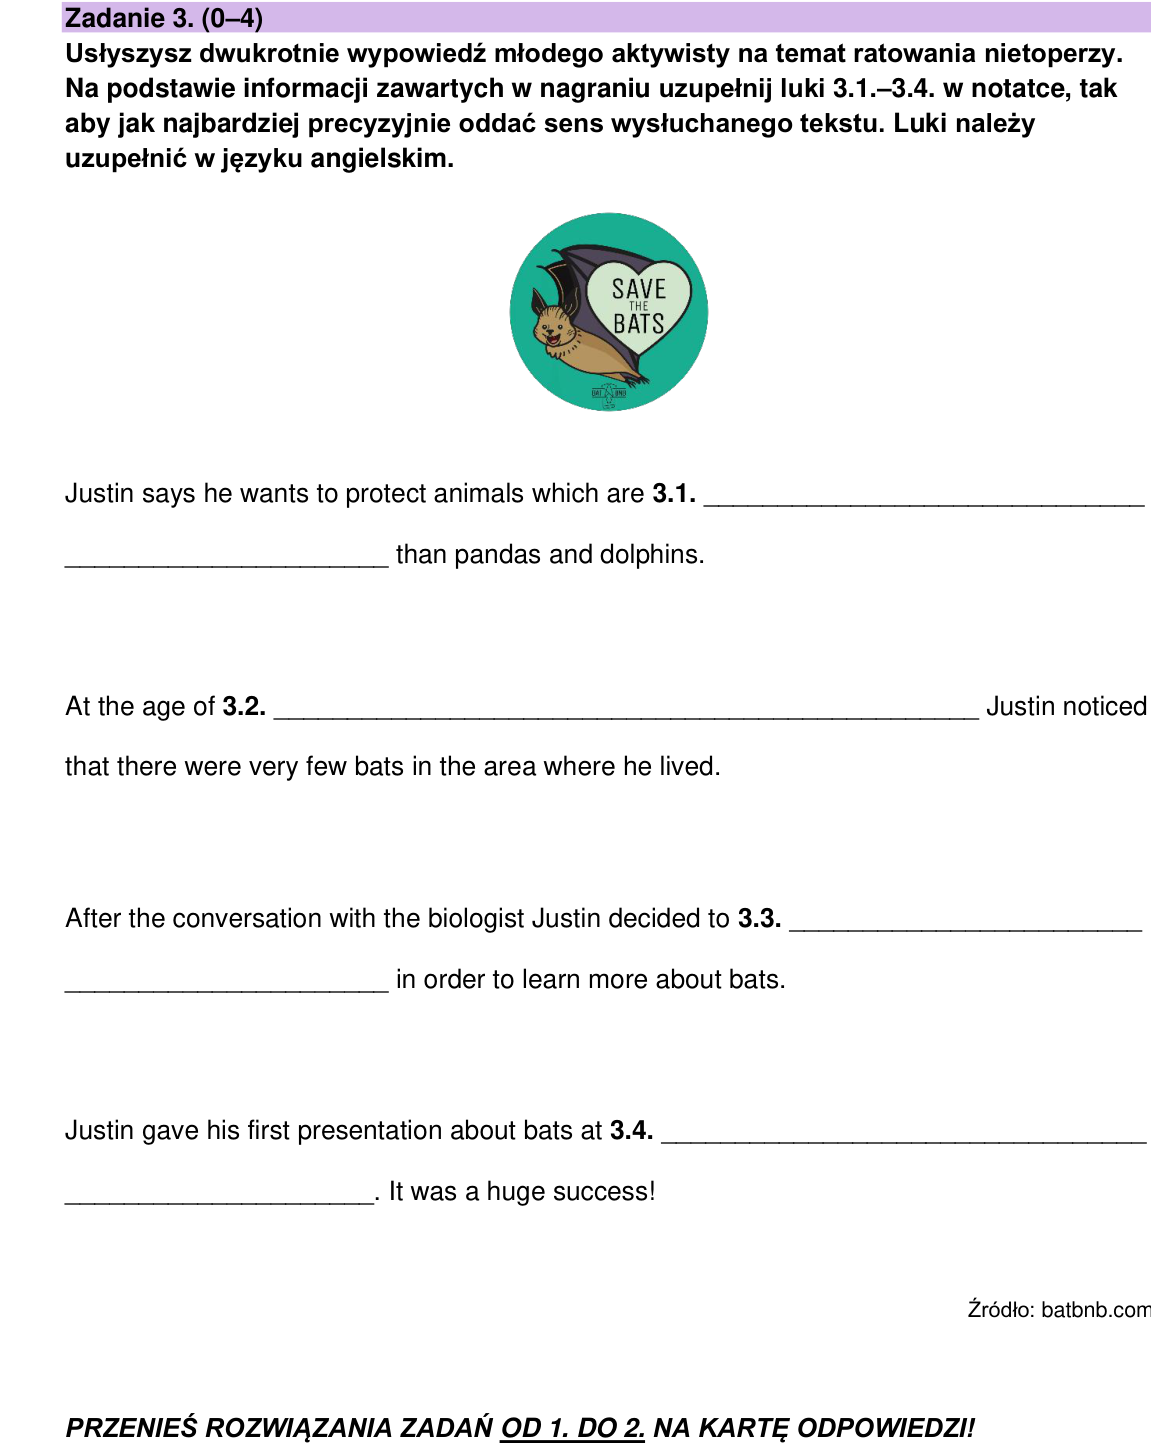 Zadanie 3. (0–4)
Usłyszysz dwukrotnie wypowiedź młodego aktywisty na temat ratowania nietoperzy.
Na podstawie informacji zawartych w nagraniu uzupełnij luki 3.1.–3.4. w notatce, tak
aby jak najbardziej precyzyjnie oddać sens wysłuchanego tekstu. Luki należy
uzupełnić w języku angielskim.
SAVE
THE
BATS
BAT BNB
Justin says he wants to protect animals which are 3.1. ______________________________
______________________ than pandas and dolphins.
At the age of 3.2. ________________________________________________ Justin noticed
that there were very few bats in the area where he lived.
After the conversation with the biologist Justin decided to 3.3. ________________________
______________________ in order to learn more about bats.
Justin gave his first presentation about bats at 3.4. _________________________________
_____________________. It was a huge success!
Źródło: batbnb.com
PRZENIEŚ ROZWIĄZANIA ZADAŃ OD 1. DO 2. NA KARTĘ ODPOWIEDZI!